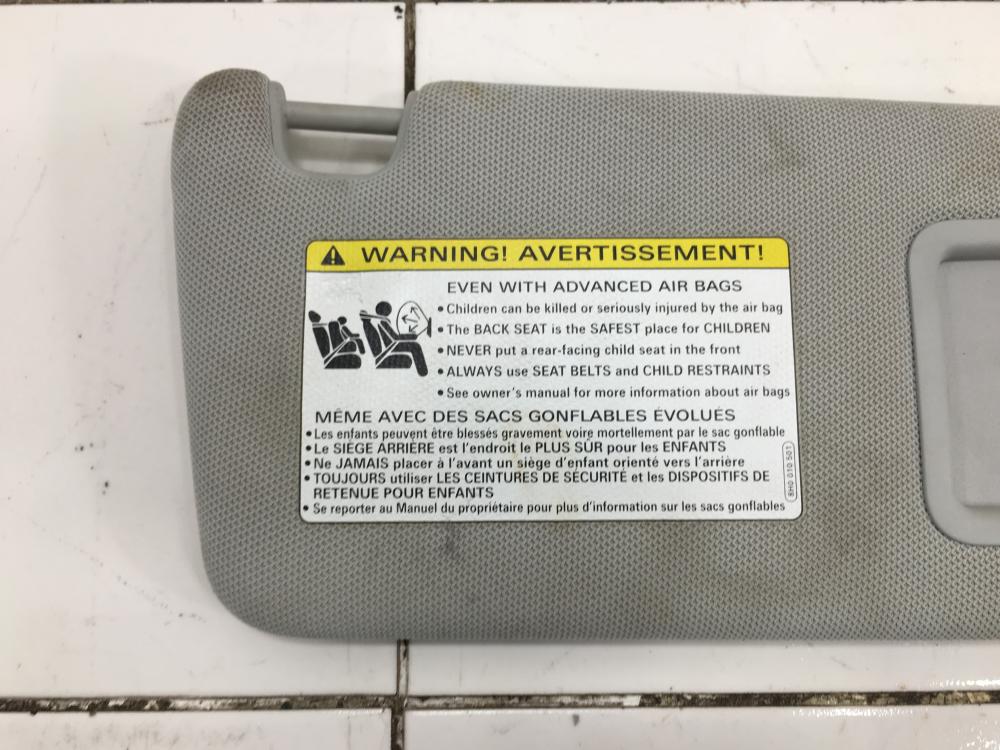 WARNING! AVERTISSEMENT!
EVEN WITH ADVANCED AIR BAGS
• Children can be killed or seriously injured by the air bag
• The BACK SEAT is the SAFEST place for CHILDREN
• NEVER put a rear-facing child seat in the front
• ALWAYS use SEAT BELTS and CHILD RESTRAINTS
• See owner's manual for more information about air bags
MÊME AVEC DES SACS GONFLABLES ÉVOLUÉS
• Les enfants peuvent être blessés gravement voire mortellement par le sac gonflable
• Le SIÈGE ARRIÈRE est l'endroit le PLUS SÛR pour les ENFANTS
• Ne JAMAIS placer à l'avant un siège d'enfant orienté vers l'arrière
• TOUJOURS utiliser LES CEINTURES DE SÉCURITÉ et les DISPOSITIFS DE
RETENUE POUR ENFANTS
• Se reporter au Manuel du propriétaire pour plus d'information sur les sacs gonflables
8H0 010 501